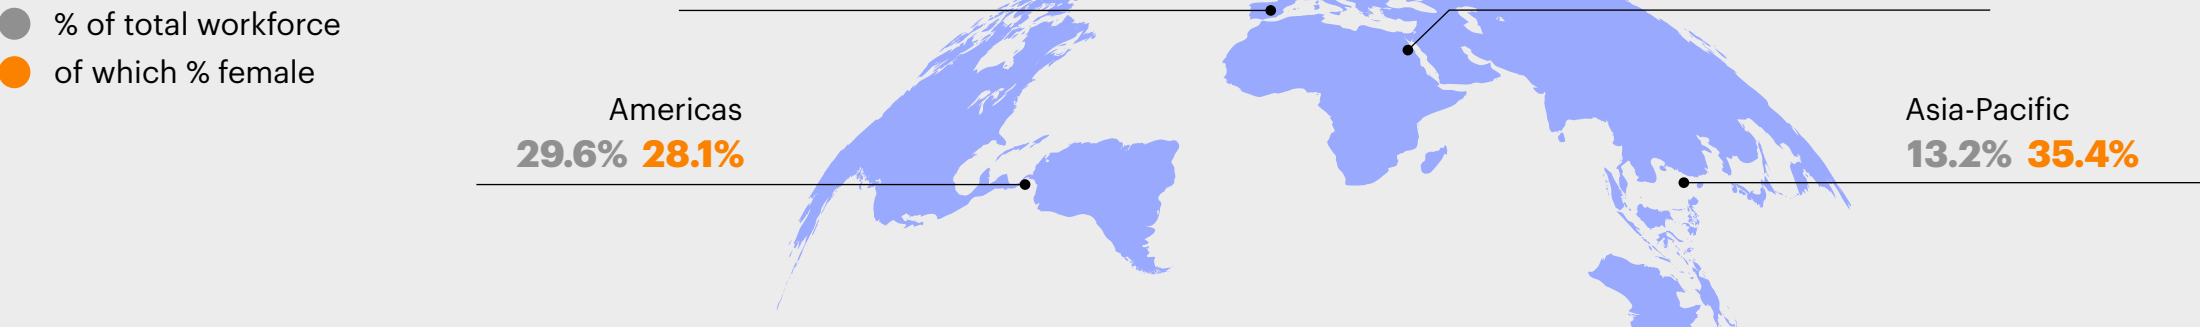 % of total workforce
of which % female
Americas
29.6% 28.1%
Asia-Pacific
13.2% 35.4%